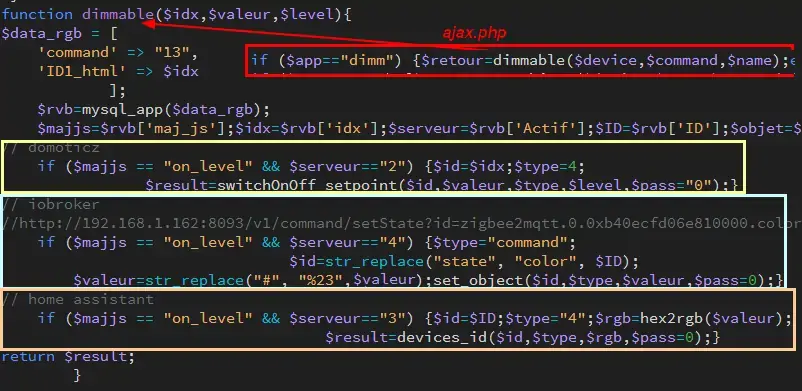 function dimmable($idx,$valeur,$level){
ajax.php
$data_rgb = [
'command' => "13",
if ($app=="dimm") {$retour=dimmable($device,$command,$name);e
'ID1_html' => $idx
];
$rvb=mysql_app($data_rgb);
$majjs=$rvb['maj_js'];$idx=$rvb['idx'];$serveur=$rvb['Actif'];$ID=$rvb['ID'];$objet=$
// domoticz
if ($majjs == "on_level" && $serveur=="2") {$id=$idx;$type=4;
$result=switchOnOff_setpoint($id,$valeur,$type,$level,$pass="0");}
// iobroker
//http://192.168.1.162:8093/v1/command/setState?id=zigbee2mqtt.0.0xb40ecfd06e810000.color
if ($majjs == "on_level" && $serveur=="4") {$type="command";
$id=str_replace("state", "color", $ID);
$valeur=str_replace("#", "%23",$valeur);set_object($id,$type,$valeur,$pass=0);}
// home assistant
if ($majjs == "on_level" && $serveur=="3") {$id=$ID;$type="4";$rgb=hex2rgb($valeur);
$result=devices_id($id,$type,$rgb,$pass=0);}
return $result;
}